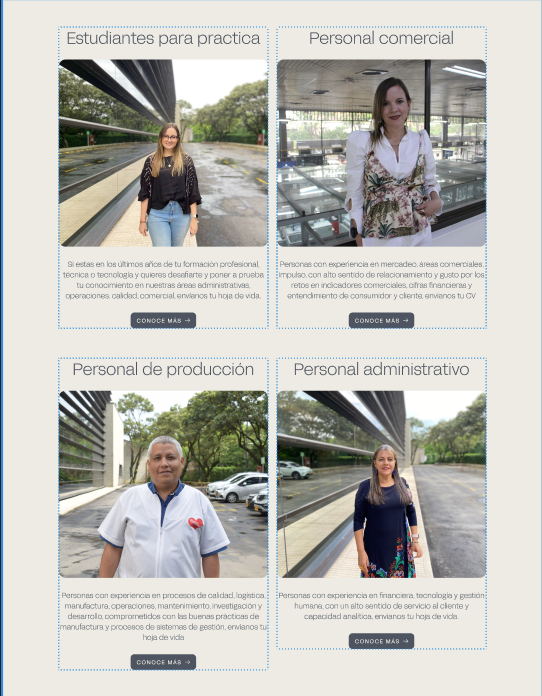 Estudiantes para practica
Si estas en los últimos años de tu formación profesional,
técnica o tecnología y quieres desafiarte y poner a prueba
tu conocimiento en nuestras áreas administrativas,
operaciones, calidad, comercial, envíanos tu hoja de vida.
CONOCE MÁS →
Personal comercial
Personas con experiencia en mercadeo, áreas comerciales,
impulso, con alto sentido de relacionamiento y gusto por los
retos en indicadores comerciales, cifras financieras y
entendimiento de consumidor y cliente, envíanos tu CV
CONOCE MÁS →
Personal de producción
Personas con experiencia en procesos de calidad, logística,
manufactura, operaciones, mantenimiento, investigación y
desarrollo, comprometidos con las buenas prácticas de
manufactura y procesos de sistemas de gestión, envíanos tu
hoja de vida
CONOCE MÁS →
Personal administrativo
Personas con experiencia en financiera, tecnología y gestión
humana, con un alto sentido de servicio al cliente y
capacidad analítica, envíanos tu hoja de vida.
CONOCE MÁS →